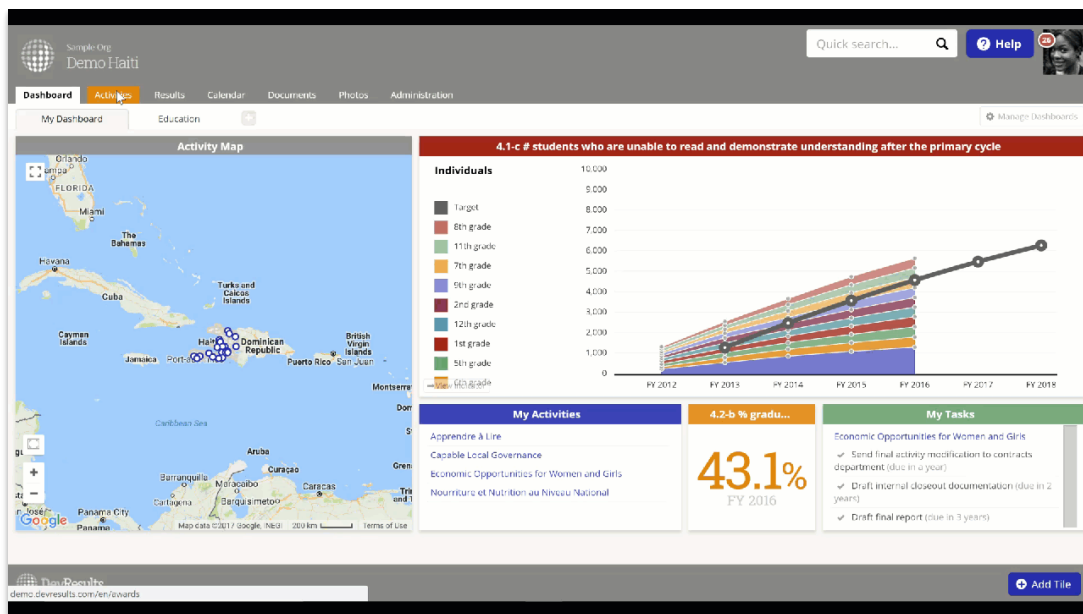 Sample Org
Demo Haiti
Quick search...
Help
26
Dashboard
Activities
Results
Calendar
Documents
Photos
Administration
My Dashboard
Education
Manage Dashboards
Activity Map
Orlando
FLORIDA
Miami
The Bahamas
Havana
Cuba
Turks and Caicos Islands
Cayman Islands
Jamaica
Dominican Republic
Puerto Rico
San Juan
British Virgin Islands
Caribbean Sea
Aruba
Curaçao
Barranquilla
Maracaibo
Caracas
Cartagena
Barquisimeto
Panama City
Panama
Google
Map data ©2017 Google, INEGI
200 km
Terms of Use
4.1-c # students who are unable to read and demonstrate understanding after the primary cycle
Individuals
Target
8th grade
11th grade
7th grade
9th grade
2nd grade
12th grade
1st grade
5th grade
10,000
9,000
8,000
7,000
6,000
5,000
4,000
3,000
2,000
1,000
0
FY 2012
FY 2013
FY 2014
FY 2015
FY 2016
FY 2017
FY 2018
My Activities
Apprendre à Lire
Capable Local Governance
Economic Opportunities for Women and Girls
Nourriture et Nutrition au Niveau National
4.2-b % gradu...
43.1%
FY 2016
My Tasks
Economic Opportunities for Women and Girls
Send final activity modification to contracts
department (due in a year)
Draft internal closeout documentation (due in 2
years)
Draft final report (due in 3 years)
DevResults
demo.devresults.com/en/awards
Add Tile